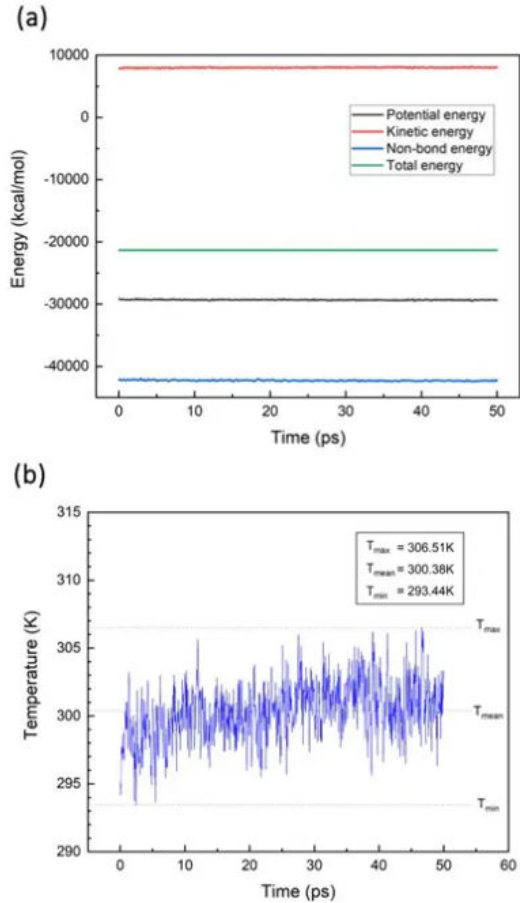 (a)
10000
0
-10000
-20000
-30000
-40000
Energy (kcal/mol)
Potential energy
Kinetic energy
Non-bond energy
Total energy
0 10 20 30 40 50
Time (ps)
(b)
315
310
305
300
295
290
Temperature (K)
Tmax = 306.51K
Tmean = 300.38K
Tmin = 293.44K
Tmax
Tmean
Tmin
0 10 20 30 40 50 60
Time (ps)